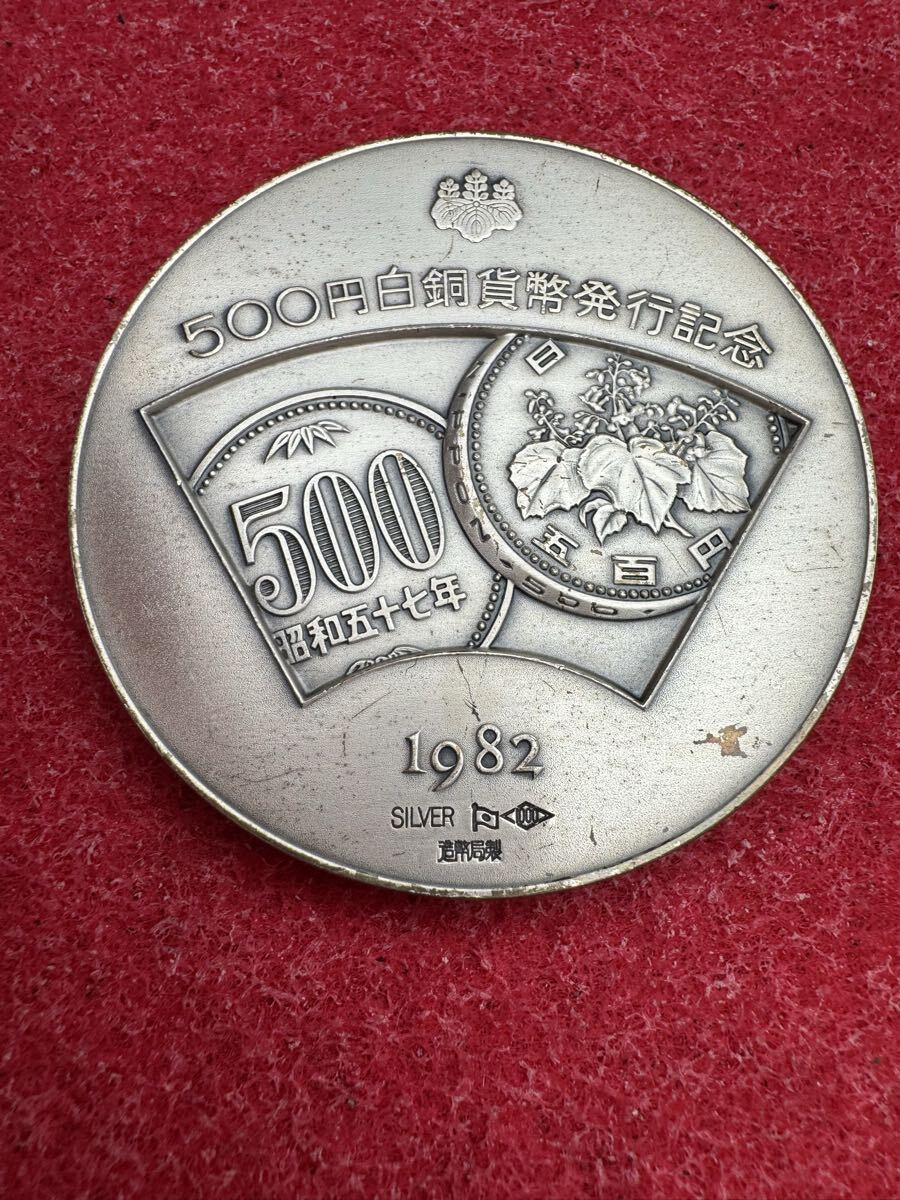 500円白銅貨幣発行記念
500
昭和五十七年
日
NIPPON 500
五百円
1982
SILVER 1000
造幣局製